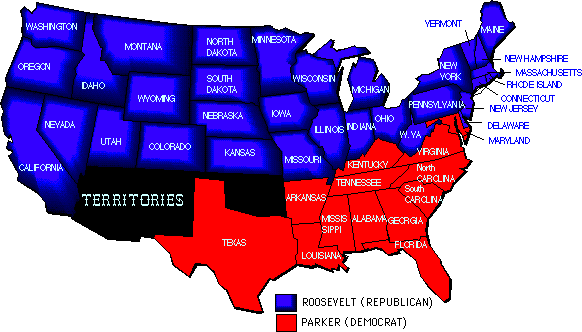 WASHINGTON
OREGON
CALIFORNIA
NEVADA
IDAHO
MONTANA
WYOMING
UTAH
COLORADO
NORTH
DAKOTA
SOUTH
DAKOTA
NEBRASKA
KANSAS
MINNESOTA
IOWA
MISSOURI
WISCONSIN
ILLINOIS
MICHIGAN
INDIANA
OHIO
W.VA
PENNSYLVANIA
NEW
YORK
VERMONT
MAINE
NEW HAMPSHIRE
MASSACHUSETTS
RHODE ISLAND
CONNECTICUT
NEW JERSEY
DELAWARE
MARYLAND
VIRGINIA
KENTUCKY
North
CARCLINA
TENNESSEE
South
CAROLINA
ARKANSAS
MISSIS
SIPPI
ALABAMA
GEORGIA
FLORIDA
LOUISIANA
TEXAS
TERRITORIES
ROOSEVELT (REPUBLICAN)
PARKER (DEMOCRAT)